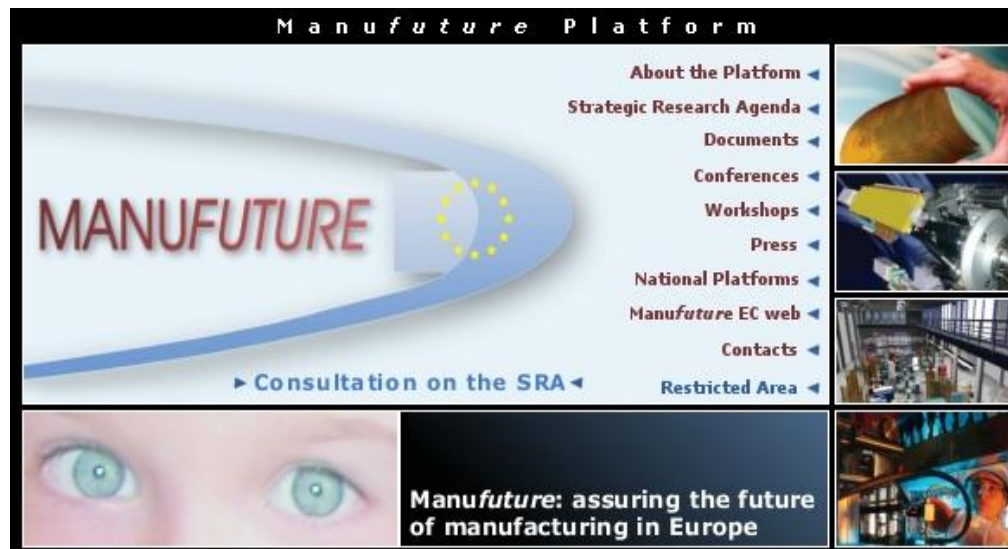 Manufuture Platform
About the Platform
Strategic Research Agenda
Documents
Conferences
Workshops
Press
National Platforms
Manufuture EC web
Contacts
Restricted Area
MANUFUTURE
Consultation on the SRA
Manufuture: assuring the future
of manufacturing in Europe